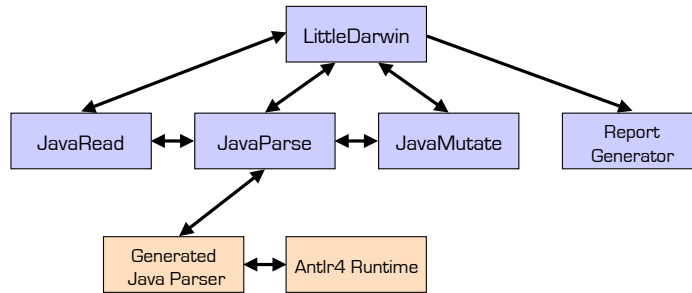 LittleDarwin
JavaRead
JavaParse
JavaMutate
Report
Generator
Generated
Java Parser
Antlr4 Runtime